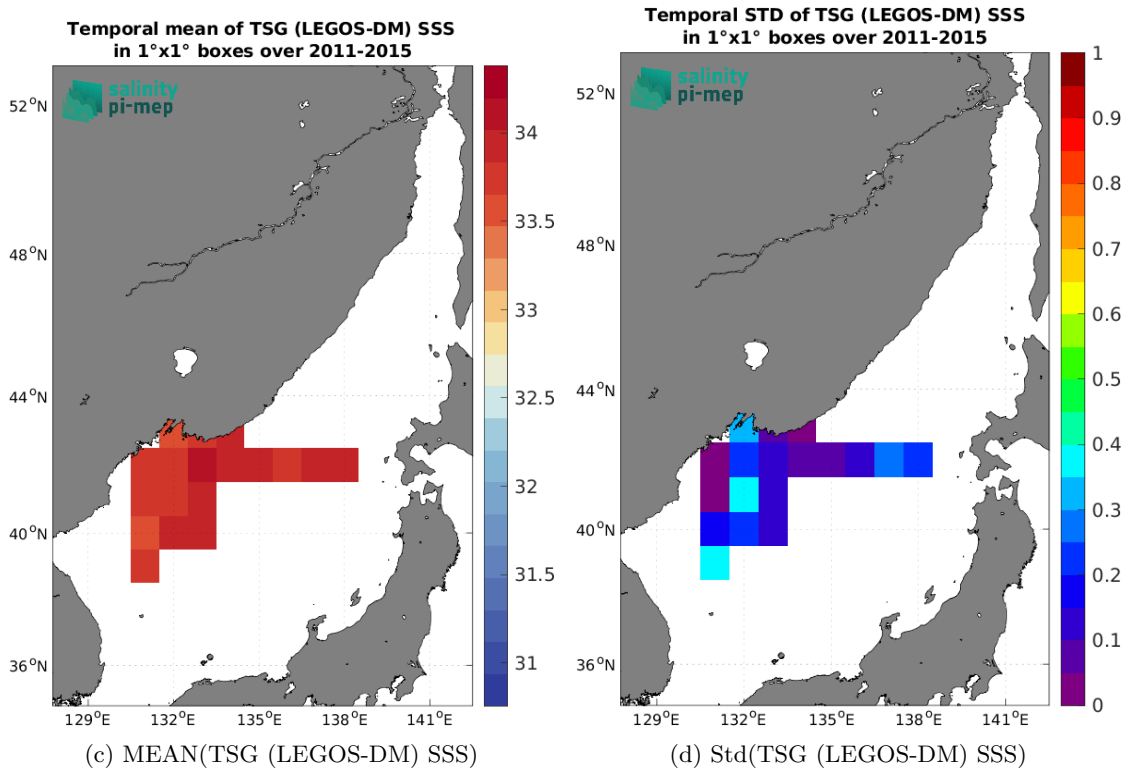 Temporal mean of TSG (LEGOS-DM) SSS
in 1°x1° boxes over 2011-2015
salinity
pi-mep
52°N
48°N
44°N
40°N
36°N
129°E 132°E 135°E 138°E 141°E
34
33.5
33
32.5
32
31.5
31
(c) MEAN(TSG (LEGOS-DM) SSS)
Temporal STD of TSG (LEGOS-DM) SSS
in 1°x1° boxes over 2011-2015
salinity
pi-mep
52°N
48°N
44°N
40°N
36°N
129°E 132°E 135°E 138°E 141°E
1
0.9
0.8
0.7
0.6
0.5
0.4
0.3
0.2
0.1
0
(d) Std(TSG (LEGOS-DM) SSS)